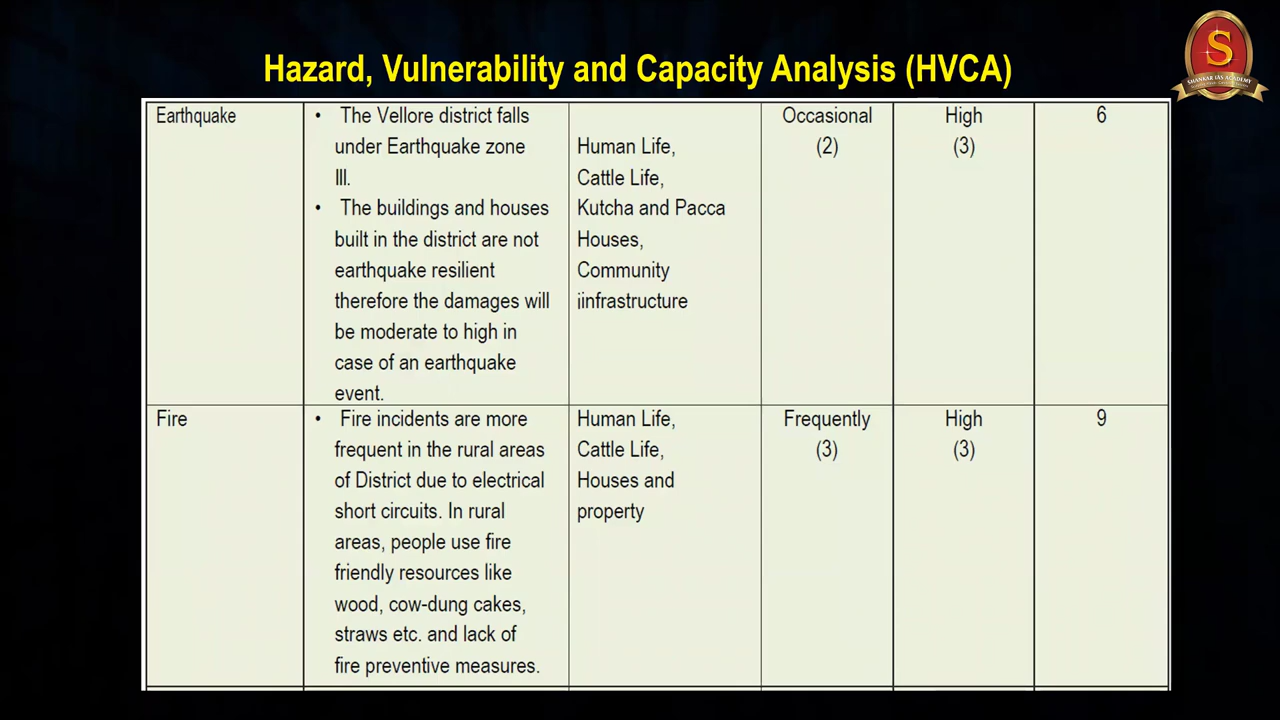 Hazard, Vulnerability and Capacity Analysis (HVCA)
S
SHANKAR IAS ACADEMY
Earthquake
• The Vellore district falls
under Earthquake zone
III.
• The buildings and houses
built in the district are not
earthquake resilient
therefore the damages will
be moderate to high in
case of an earthquake
event.
Human Life,
Cattle Life,
Kutcha and Pacca
Houses,
Community
iinfrastructure
Occasional
(2)
High
(3)
6
Fire
• Fire incidents are more
frequent in the rural areas
of District due to electrical
short circuits. In rural
areas, people use fire
friendly resources like
wood, cow-dung cakes,
straws etc. and lack of
fire preventive measures.
Human Life,
Cattle Life,
Houses and
property
Frequently
(3)
High
(3)
9